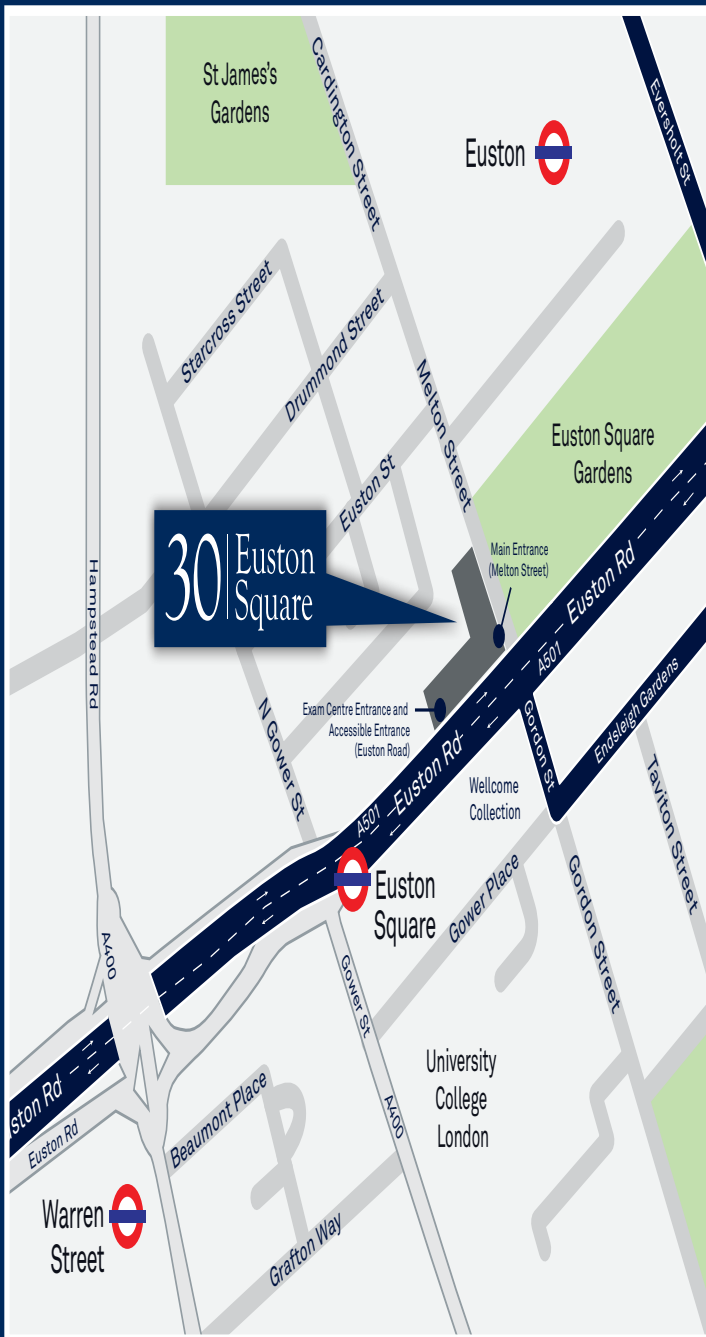 St James's
Gardens
Cardington Street
Euston
Eversholt St
Starcross Street
Drummond Street
Melton Street
Euston Square
Gardens
Euston St
30
Euston
Square
Main Entrance
(Melton Street)
Euston Rd
A501
Hampstead Rd
Exam Centre Entrance and
Accessible Entrance
(Euston Road)
N Gower St
Euston Rd
A501
Gordon St
Endsleigh Gardens
Wellcome
Collection
Taviton Street
Euston
Square
Gower Place
Gordon Street
A400
Gower St
University
College
London
ston Rd
Euston Rd
Beaumont Place
A400
Warren
Street
Grafton Way